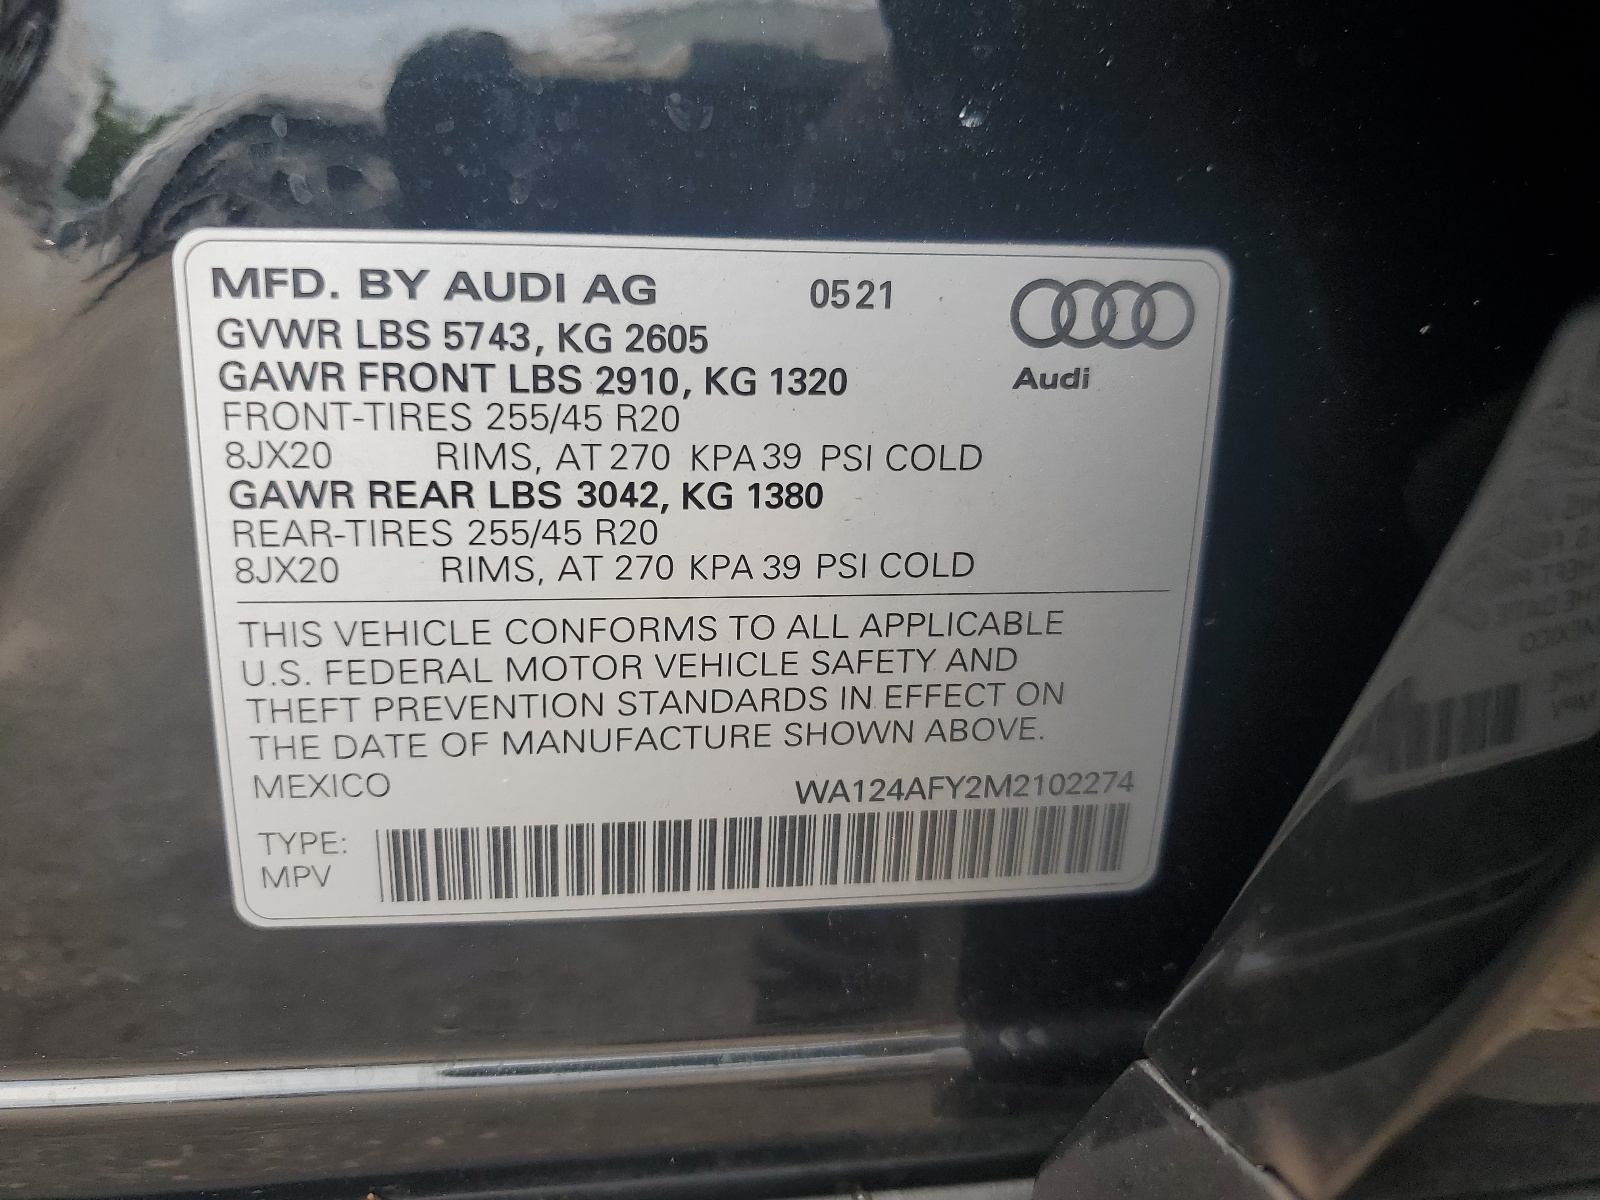 MFD. BY AUDI AG 0521
GVWR LBS 5743, KG 2605
GAWR FRONT LBS 2910, KG 1320
Audi
FRONT-TIRES 255/45 R20
8JX20 RIMS, AT 270 KPA 39 PSI COLD
GAWR REAR LBS 3042, KG 1380
REAR-TIRES 255/45 R20
8JX20 RIMS, AT 270 KPA 39 PSI COLD
THIS VEHICLE CONFORMS TO ALL APPLICABLE
U.S. FEDERAL MOTOR VEHICLE SAFETY AND
THEFT PREVENTION STANDARDS IN EFFECT ON
THE DATE OF MANUFACTURE SHOWN ABOVE.
MEXICO WA124AFY2M2102274
TYPE:
MPV